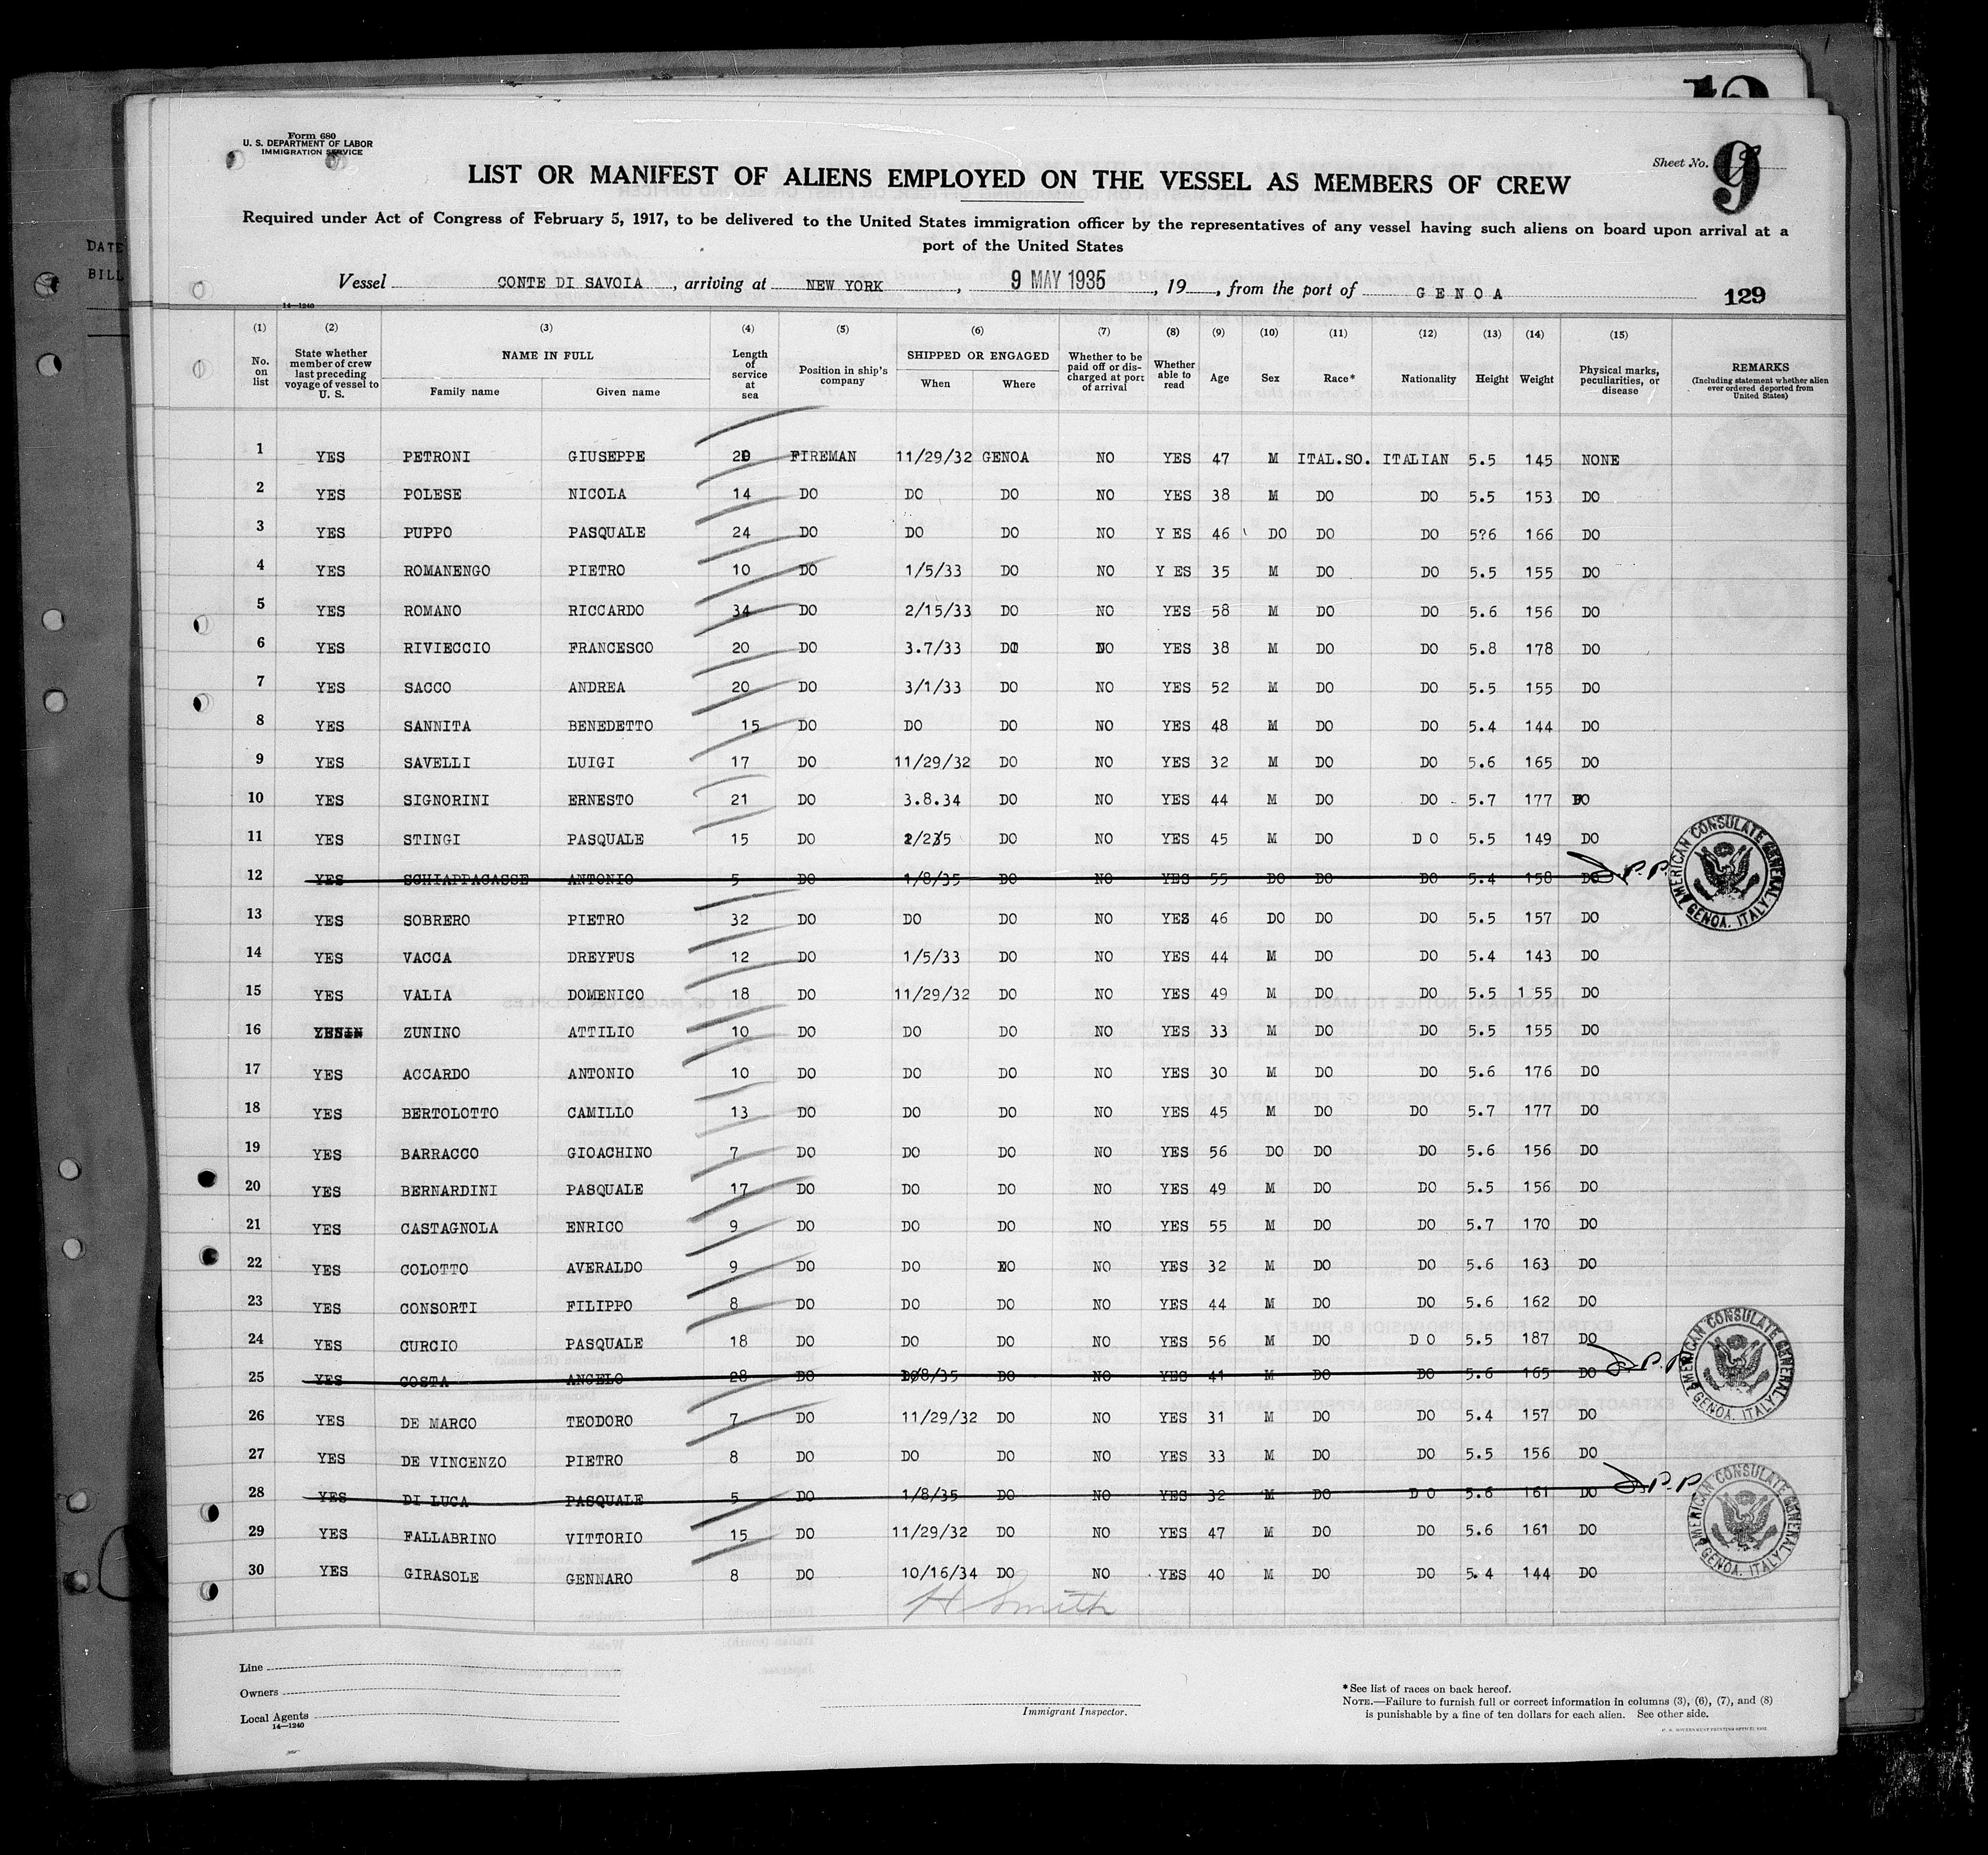 DATE
BILL
Form 680
U. S. DEPARTMENT OF LABOR
IMMIGRATION SERVICE
Sheet No. 9
LIST OR MANIFEST OF ALIENS EMPLOYED ON THE VESSEL AS MEMBERS OF CREW
Required under Act of Congress of February 5, 1917, to be delivered to the United States immigration officer by the representatives of any vessel having such aliens on board upon arrival at a
port of the United States
Vessel CONTE DI SAVOIA, arriving at NEW YORK, 9 MAY 1935, 19 , from the port of GENOA 129
14—1240
(1) (2) (3) (4) (5) (6) (7) (8) (9) (10) (11) (12) (13) (14) (15)
No. on list State whether member of crew last preceding voyage of vessel to U. S. NAME IN FULL Family name Given name Length of service at sea Position in ship's company SHIPPED OR ENGAGED When Where Whether to be paid off or discharged at port of arrival Whether able to read Age Sex Race* Nationality Height Weight Physical marks, peculiarities, or disease REMARKS (Including statement whether alien ever ordered deported from United States)
1 YES PETRONI GIUSEPPE 20 FIREMAN 11/29/32 GENOA NO YES 47 M ITAL.SO. ITALIAN 5.5 145 NONE
2 YES POLESE NICOLA 14 DO DO DO NO YES 38 M DO DO 5.5 153 DO
3 YES PUPPO PASQUALE 24 DO DO DO NO Y ES 46 DO DO DO 5?6 166 DO
4 YES ROMANENGO PIETRO 10 DO 1/5/33 DO NO Y ES 35 M DO DO 5.5 155 DO
5 YES ROMANO RICCARDO 34 DO 2/15/33 DO NO YES 58 M DO DO 5.6 156 DO
6 YES RIVIECCIO FRANCESCO 20 DO 3.7/33 DO NO YES 38 M DO DO 5.8 178 DO
7 YES SACCO ANDREA 20 DO 3/1/33 DO NO YES 52 M DO DO 5.5 155 DO
8 YES SANNITA BENEDETTO 15 DO DO DO NO YES 48 M DO DO 5.4 144 DO
9 YES SAVELLI LUIGI 17 DO 11/29/32 DO NO YES 32 M DO DO 5.6 165 DO
10 YES SIGNORINI ERNESTO 21 DO 3.8.34 DO NO YES 44 M DO DO 5.7 177 DO
11 YES STINGI PASQUALE 15 DO DO NO YES 45 M DO D O 5.5 149 DO
12 YES SCHIAPPACASSE ANTONIO 5 DO 1/8/35 DO NO YES 55 DO DO DO 5.4 158 DO P.P. AMERICAN CONSULATE GENERAL GENOA, ITALY
13 YES SOBRERO PIETRO 32 DO DO DO NO YES 46 DO DO DO 5.5 157 DO
14 YES VACCA DREYFUS 12 DO 1/5/33 DO NO YES 44 M DO DO 5.4 143 DO
15 YES VALIA DOMENICO 18 DO 11/29/32 DO NO YES 49 M DO DO 5.5 1 55 DO
16 YES ZUNINO ATTILIO 10 DO DO DO NO YES 33 M DO DO 5.5 155 DO
17 YES ACCARDO ANTONIO 10 DO DO DO NO YES 30 M DO DO 5.6 176 DO
18 YES BERTOLOTTO CAMILLO 13 DO DO DO NO YES 45 M DO DO 5.7 177 DO
19 YES BARRACCO GIOACHINO 7 DO DO DO NO YES 56 DO DO DO 5.6 156 DO
20 YES BERNARDINI PASQUALE 17 DO DO DO NO YES 49 M DO DO 5.5 156 DO
21 YES CASTAGNOLA ENRICO 9 DO DO DO NO YES 55 M DO DO 5.7 170 DO
22 YES COLOTTO AVERALDO 9 DO DO DO NO YES 32 M DO DO 5.6 163 DO
23 YES CONSORTI FILIPPO 8 DO DO DO NO YES 44 M DO DO 5.6 162 DO
24 YES CURCIO PASQUALE 18 DO DO DO NO YES 56 M DO D O 5.5 187 DO
25 YES COSTA ANGELO 28 DO DO NO YES 41 M DO DO 5.6 165 DO P.P. AMERICAN CONSULATE GENERAL GENOA, ITALY
26 YES DE MARCO TEODORO 7 DO 11/29/32 DO NO YES 31 M DO DO 5.4 157 DO
27 YES DE VINCENZO PIETRO 8 DO DO DO NO YES 33 M DO DO 5.5 156 DO
28 YES DI LUCA PASQUALE 5 DO 1/8/35 DO NO YES 32 M DO D O 5.6 161 DO P.P. AMERICAN CONSULATE GENERAL GENOA, ITALY
29 YES FALLABRINO VITTORIO 15 DO 11/29/32 DO NO YES 47 M DO DO 5.6 161 DO
30 YES GIRASOLE GENNARO 8 DO 10/16/34 DO NO YES 40 M DO DO 5.4 144 DO
H Smith
Line
Owners
Local Agents
14—1240
Immigrant Inspector.
*See list of races on back hereof.
NOTE.—Failure to furnish full or correct information in columns (3), (6), (7), and (8)
is punishable by a fine of ten dollars for each alien. See other side.